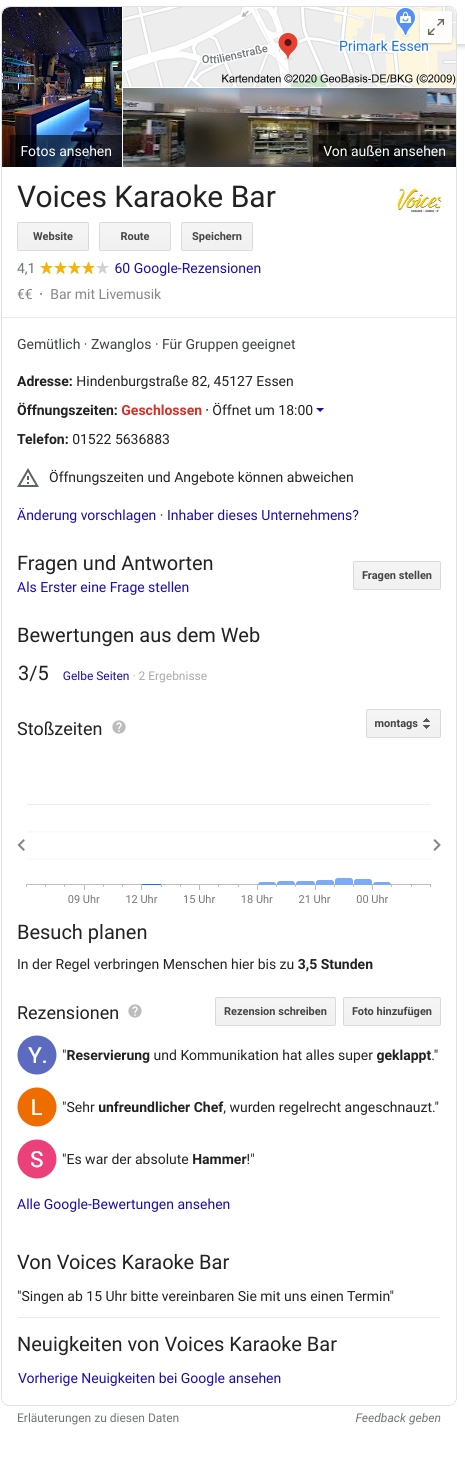 Ottilienstraße
Primark Essen
Kartendaten ©2020 GeoBasis-DE/BKG (©2009)
Fotos ansehen
Von außen ansehen
Voices Karaoke Bar
Voices
Website
Route
Speichern
4,1 ★★★★★ 60 Google-Rezensionen
€€ · Bar mit Livemusik
Gemütlich · Zwanglos · Für Gruppen geeignet
Adresse: Hindenburgstraße 82, 45127 Essen
Öffnungszeiten: Geschlossen · Öffnet um 18:00
Telefon: 01522 5636883
Öffnungszeiten und Angebote können abweichen
Änderung vorschlagen · Inhaber dieses Unternehmens?
Fragen und Antworten
Als Erster eine Frage stellen
Fragen stellen
Bewertungen aus dem Web
3/5 Gelbe Seiten · 2 Ergebnisse
Stoßzeiten ?
montags
09 Uhr 12 Uhr 15 Uhr 18 Uhr 21 Uhr 00 Uhr
Besuch planen
In der Regel verbringen Menschen hier bis zu 3,5 Stunden
Rezensionen ?
Rezension schreiben
Foto hinzufügen
Y. "Reservierung und Kommunikation hat alles super geklappt."
L "Sehr unfreundlicher Chef, wurden regelrecht angeschnauzt."
S "Es war der absolute Hammer!"
Alle Google-Bewertungen ansehen
Von Voices Karaoke Bar
"Singen ab 15 Uhr bitte vereinbaren Sie mit uns einen Termin"
Neuigkeiten von Voices Karaoke Bar
Vorherige Neuigkeiten bei Google ansehen
Erläuterungen zu diesen Daten
Feedback geben